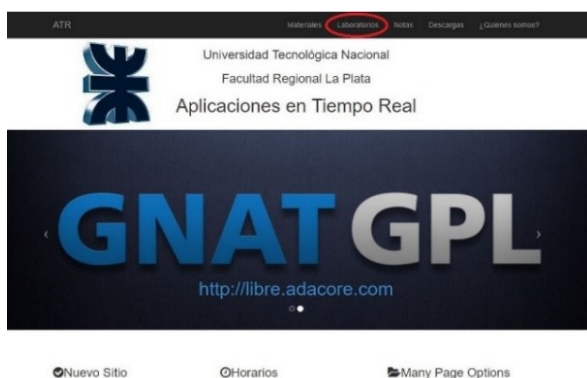 ATR Materiales Laboratorios Notas Descargas ¿Quienes somos?
Universidad Tecnológica Nacional
Facultad Regional La Plata
Aplicaciones en Tiempo Real
GNAT GPL
http://libre.adacore.com
Nuevo Sitio Horarios Many Page Options